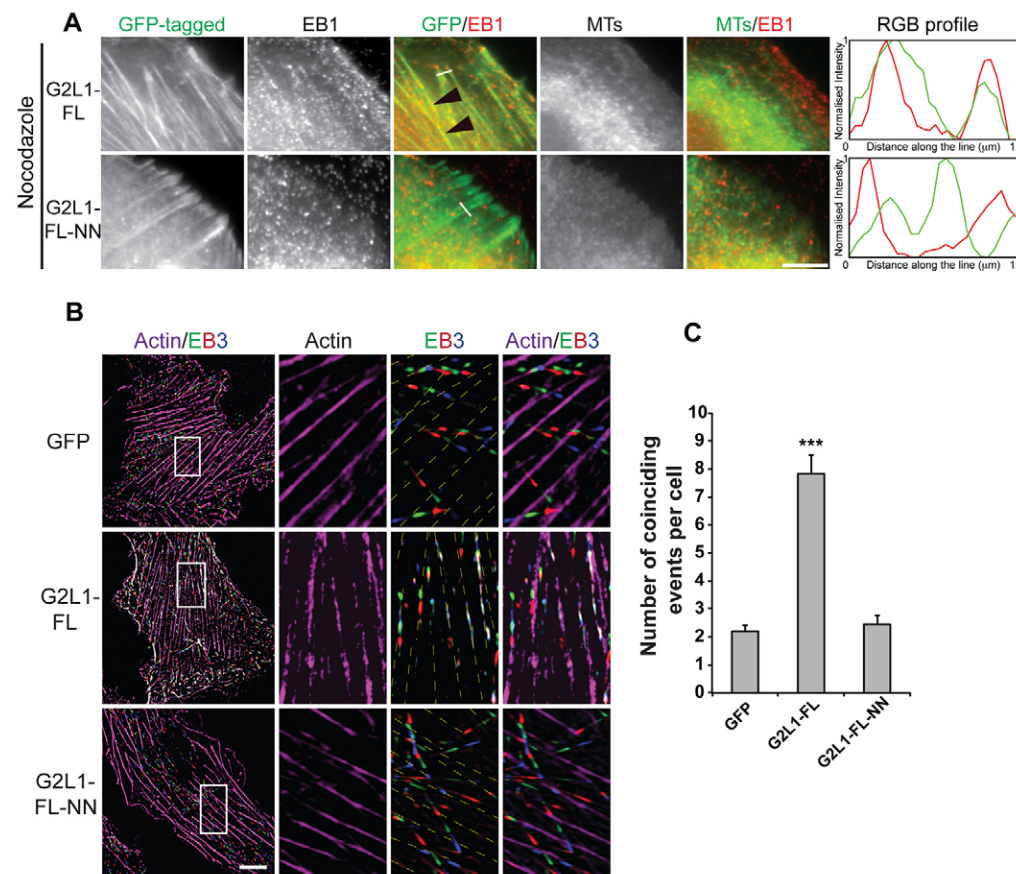 A
GFP-tagged EB1 GFP/EB1 MTs MTs/EB1 RGB profile
Nocodazole
G2L1-
FL
Normalised Intensity
1
0 Distance along the line (µm) 1.
G2L1-
FL-NN
Normalised Intensity
1
0 Distance along the line (µm) 1.
B
Actin/EB3 Actin EB3 Actin/EB3
GFP
G2L1-
FL
G2L1-
FL-NN
C
Number of coinciding
events per cell
10
9
8
7
6
5
4
3
2
1
0
***
GFP
G2L1-FL
G2L1-FL-NN